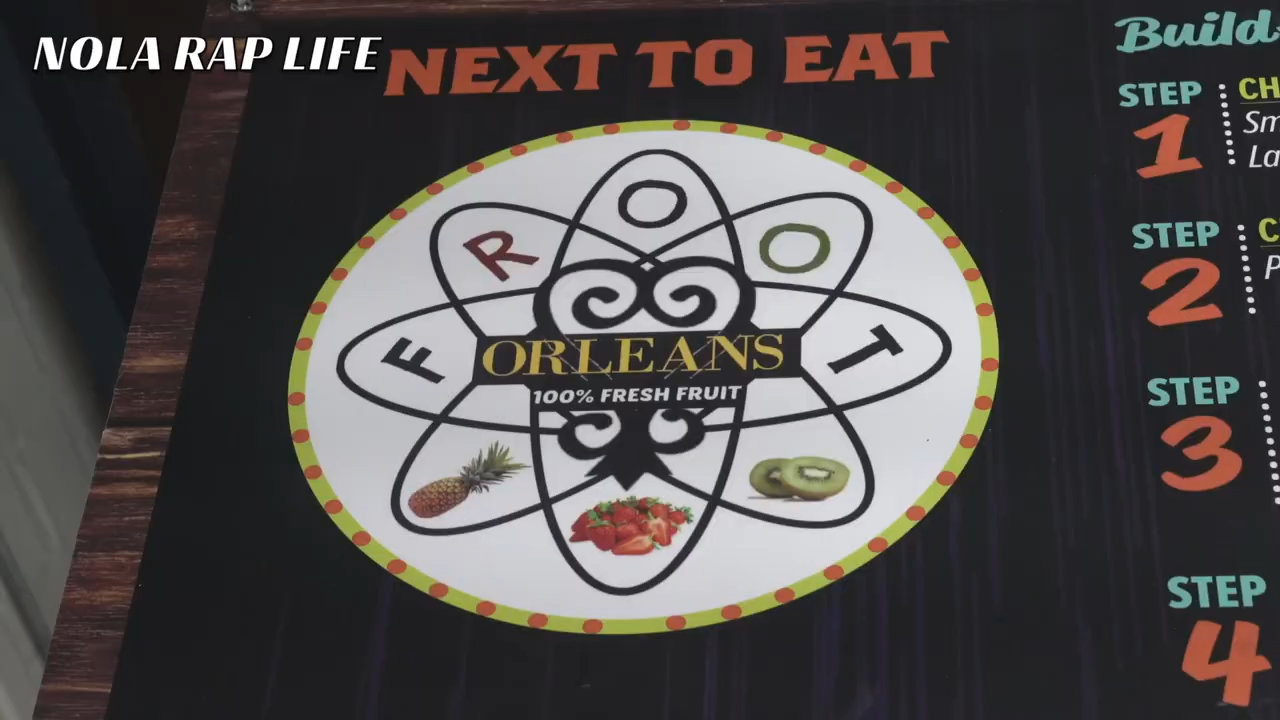 NOLA RAP LIFE
NEXT TO EAT
FROOT
ORLEANS
100% FRESH FRUIT
Build
STEP 1
STEP 2
STEP 3
STEP 4